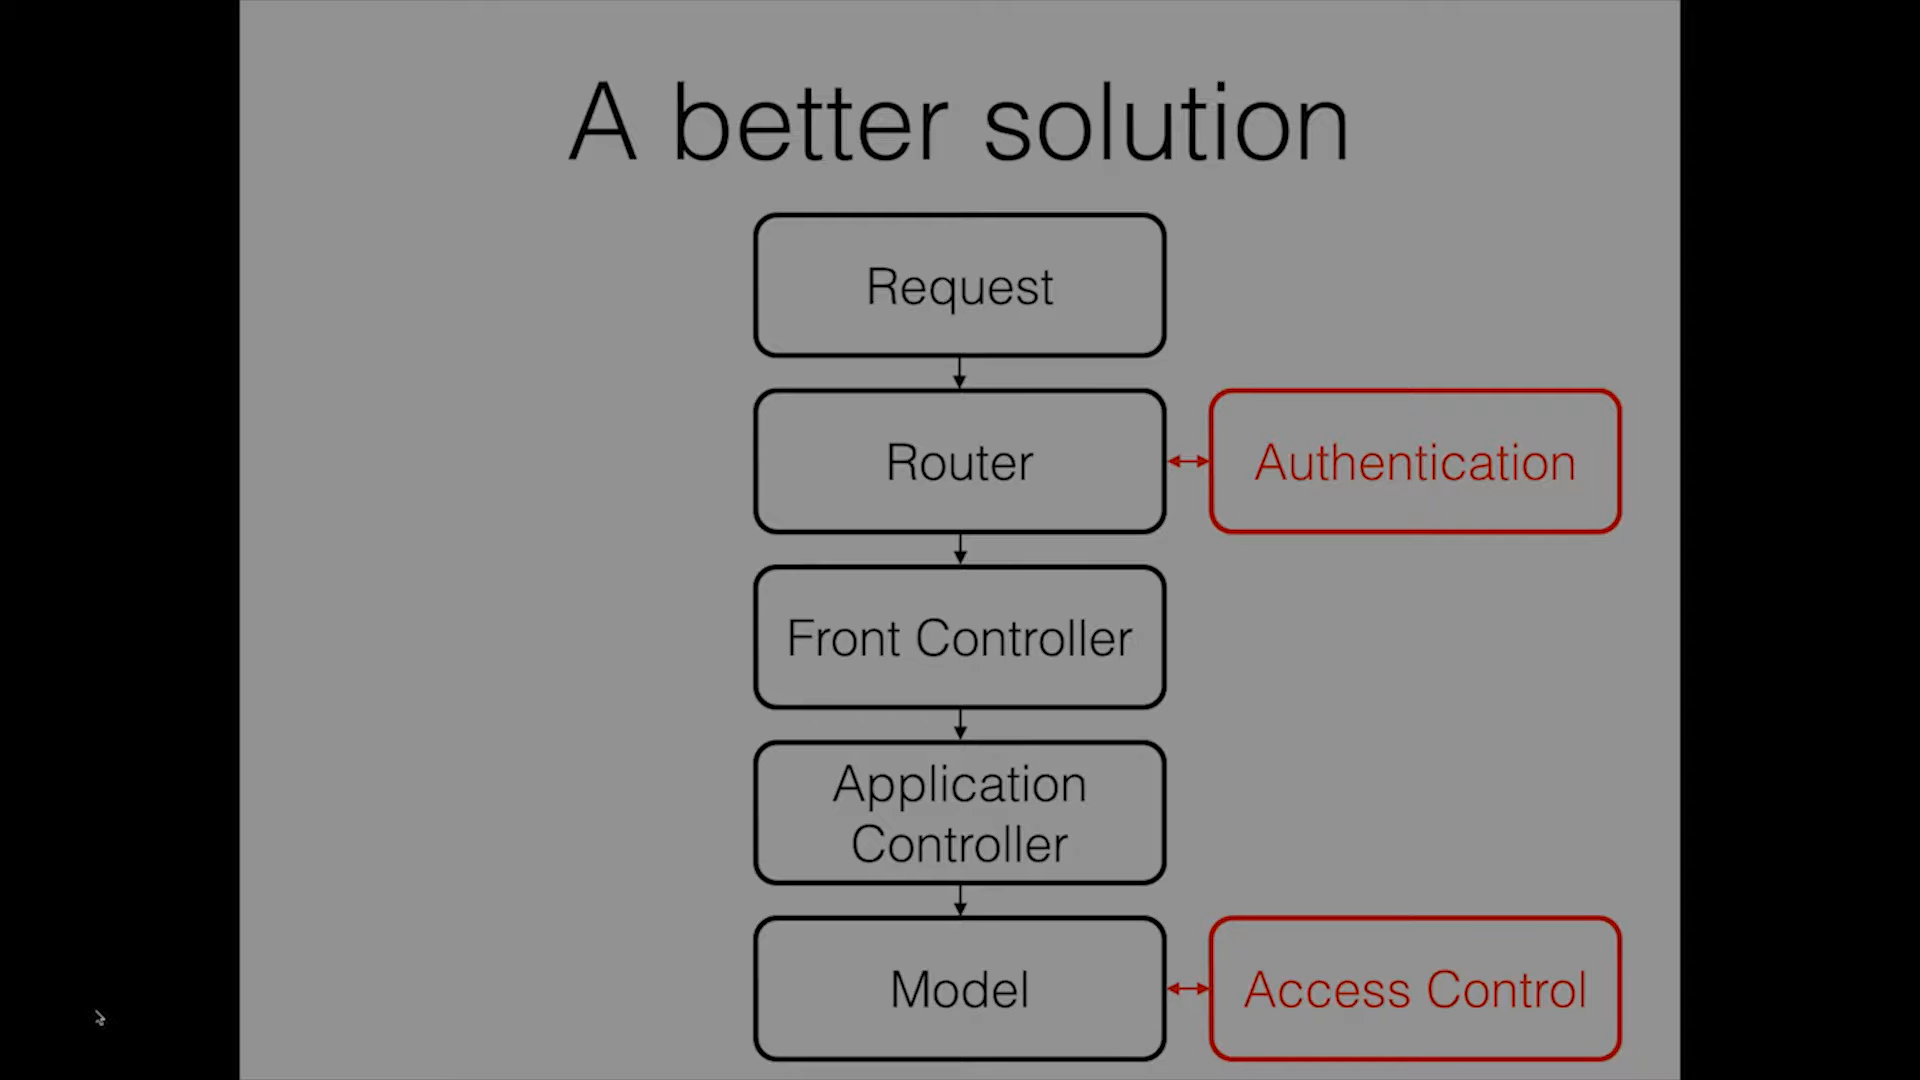 A better solution
Request
Router
Authentication
Front Controller
Application
Controller
Model
Access Control